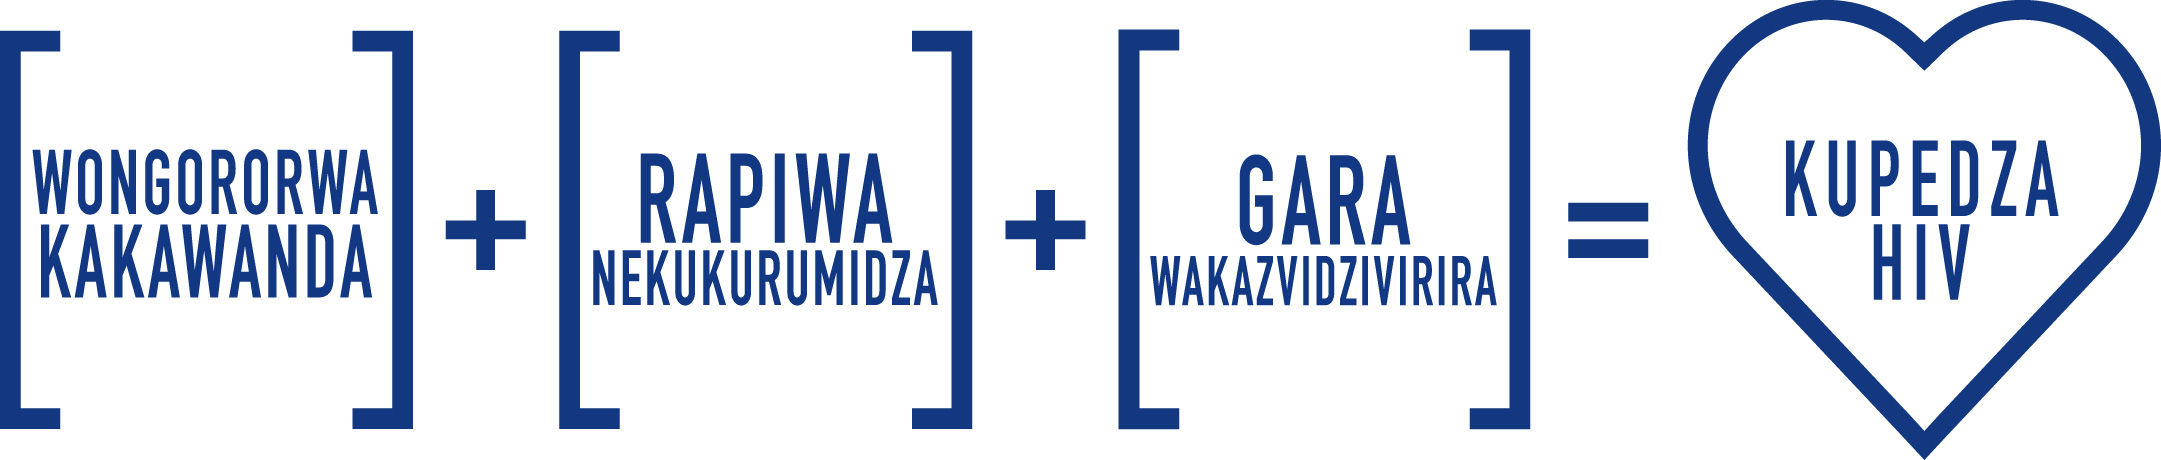 WONGORORWA
KAKAWANDA
+
RAPIWA
NEKUKURUMIDZA
+
GARA
WAKAZVIDZIVIRIRA
=
KUPEDZA
HIV